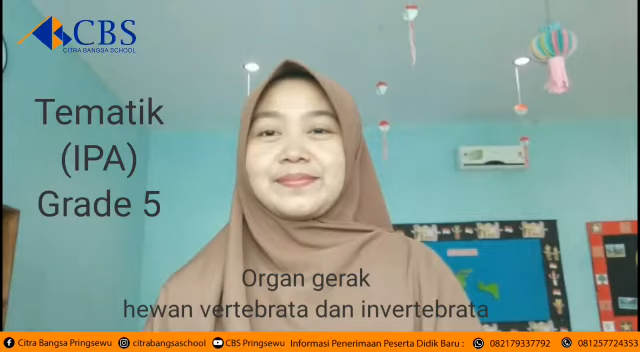 CBS
CITRA BANGSA SCHOOL
Tematik
(IPA)
Grade 5
Organ gerak
hewan vertebrata dan invertebrata
Citra Bangsa Pringsewu citrabangsaschool CBS Pringsewu Informasi Penerimaan Peserta Didik Baru : 082179337792 081257724353